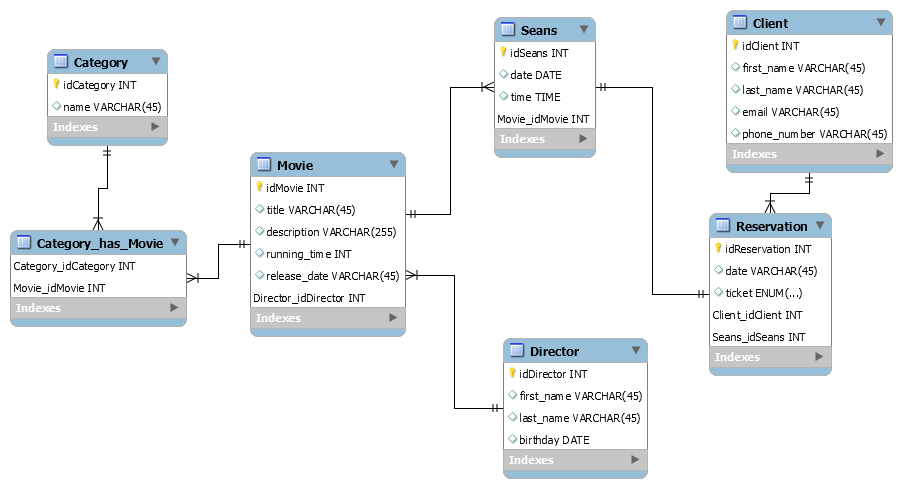 Category
idCategory INT
name VARCHAR(45)
Indexes
Category_has_Movie
Category_idCategory INT
Movie_idMovie INT
Indexes
Movie
idMovie INT
title VARCHAR(45)
description VARCHAR(255)
running_time INT
release_date VARCHAR(45)
Director_idDirector INT
Indexes
Seans
idSeans INT
date DATE
time TIME
Movie_idMovie INT
Indexes
Director
idDirector INT
first_name VARCHAR(45)
last_name VARCHAR(45)
birthday DATE
Indexes
Client
idClient INT
first_name VARCHAR(45)
last_name VARCHAR(45)
email VARCHAR(45)
phone_number VARCHAR(45)
Indexes
Reservation
idReservation INT
date VARCHAR(45)
ticket ENUM(...)
Client_idClient INT
Seans_idSeans INT
Indexes